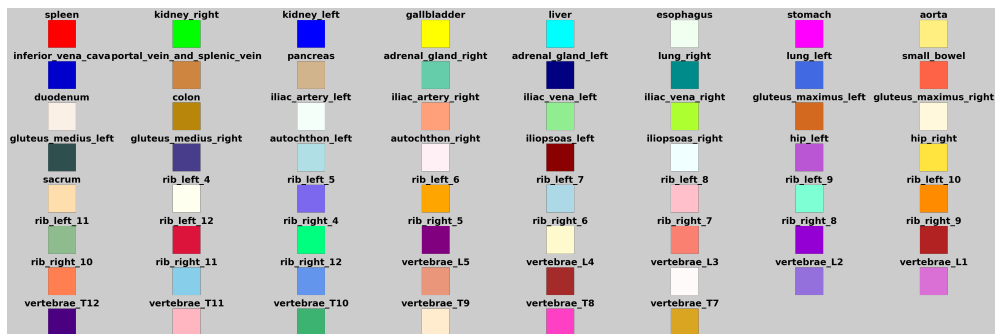 spleen kidney_right kidney_left gallbladder liver esophagus stomach aorta
inferior_vena_cava portal_vein_and_splenic_vein pancreas adrenal_gland_right adrenal_gland_left lung_right lung_left small_bowel
duodenum colon iliac_artery_left iliac_artery_right iliac_vena_left iliac_vena_right gluteus_maximus_left gluteus_maximus_right
gluteus_medius_left gluteus_medius_right autochthon_left autochthon_right iliopsoas_left iliopsoas_right hip_left hip_right
sacrum rib_left_4 rib_left_5 rib_left_6 rib_left_7 rib_left_8 rib_left_9 rib_left_10
rib_left_11 rib_left_12 rib_right_4 rib_right_5 rib_right_6 rib_right_7 rib_right_8 rib_right_9
rib_right_10 rib_right_11 rib_right_12 vertebrae_L5 vertebrae_L4 vertebrae_L3 vertebrae_L2 vertebrae_L1
vertebrae_T12 vertebrae_T11 vertebrae_T10 vertebrae_T9 vertebrae_T8 vertebrae_T7